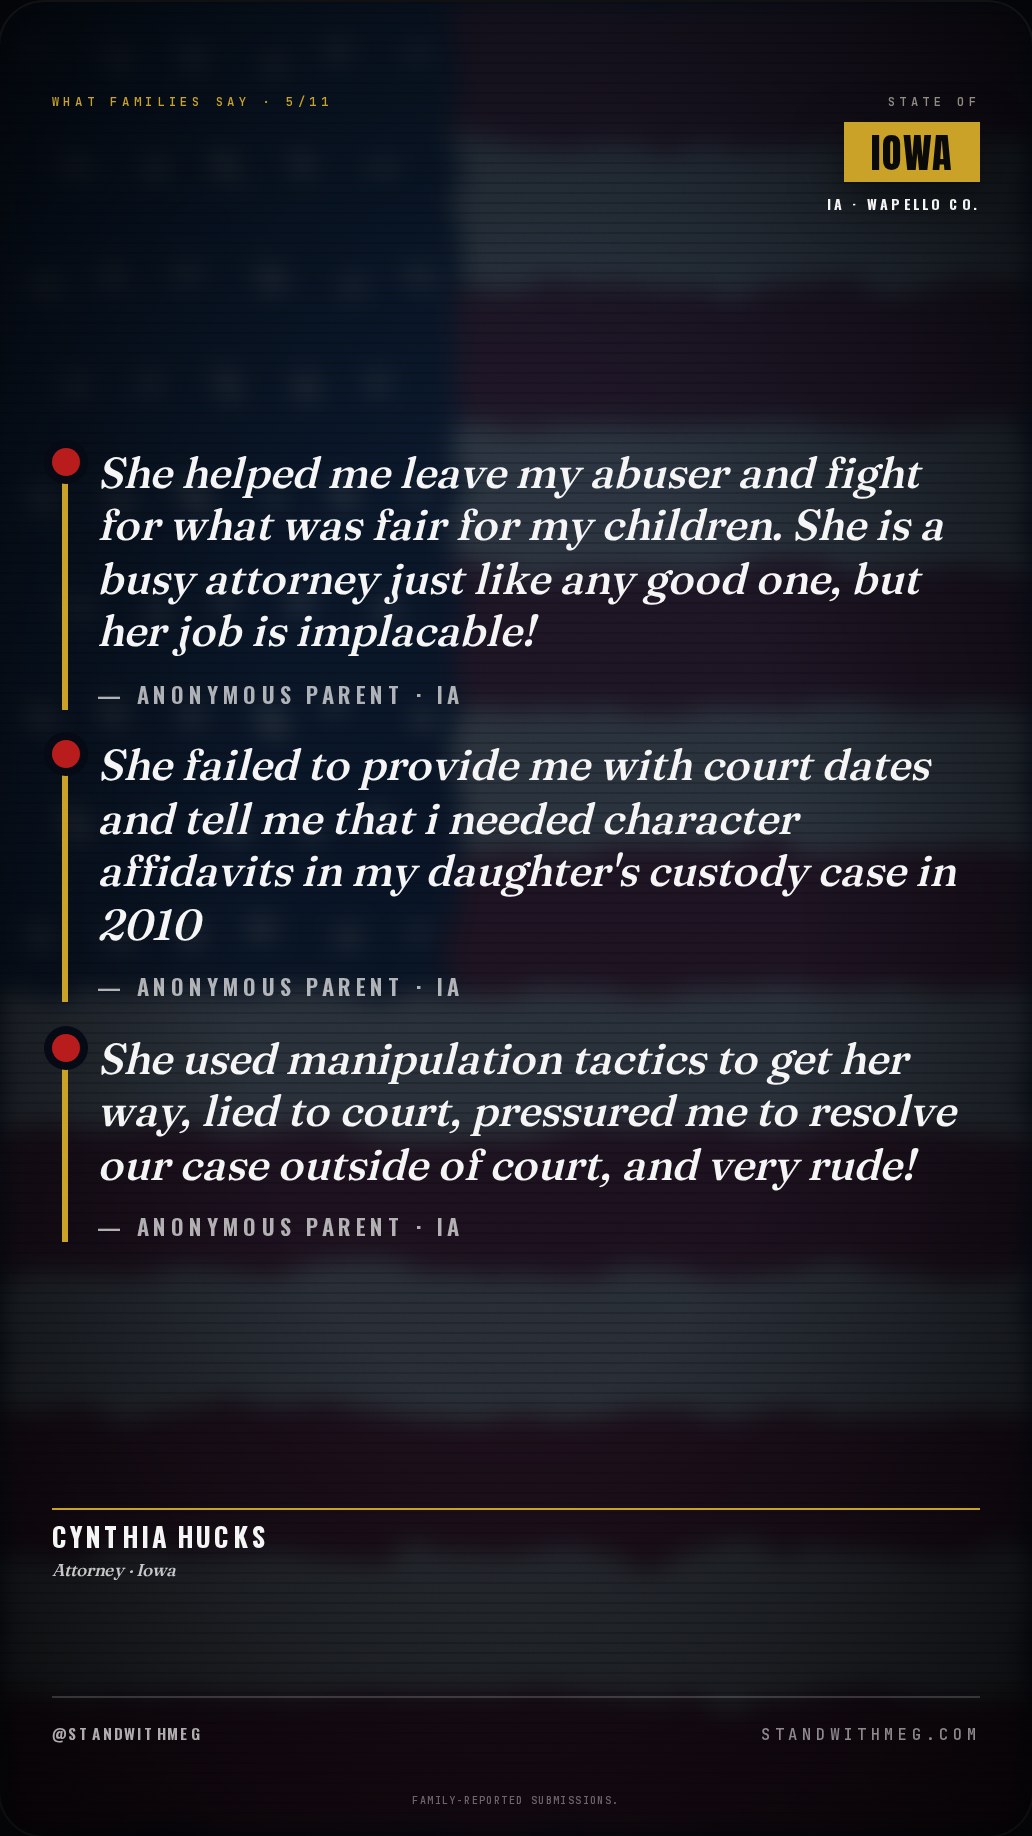 WHAT FAMILIES SAY · 5/11
STATE OF
IOWA
IA · WAPELLO CO.
She helped me leave my abuser and fight
for what was fair for my children. She is a
busy attorney just like any good one, but
her job is implacable!
— ANONYMOUS PARENT · IA
She failed to provide me with court dates
and tell me that i needed character
affidavits in my daughter's custody case in
2010
— ANONYMOUS PARENT · IA
She used manipulation tactics to get her
way, lied to court, pressured me to resolve
our case outside of court, and very rude!
— ANONYMOUS PARENT · IA
CYNTHIA HUCKS
Attorney · Iowa
@STANDWITHMEG
STANDWITHMEG.COM
FAMILY-REPORTED SUBMISSIONS.